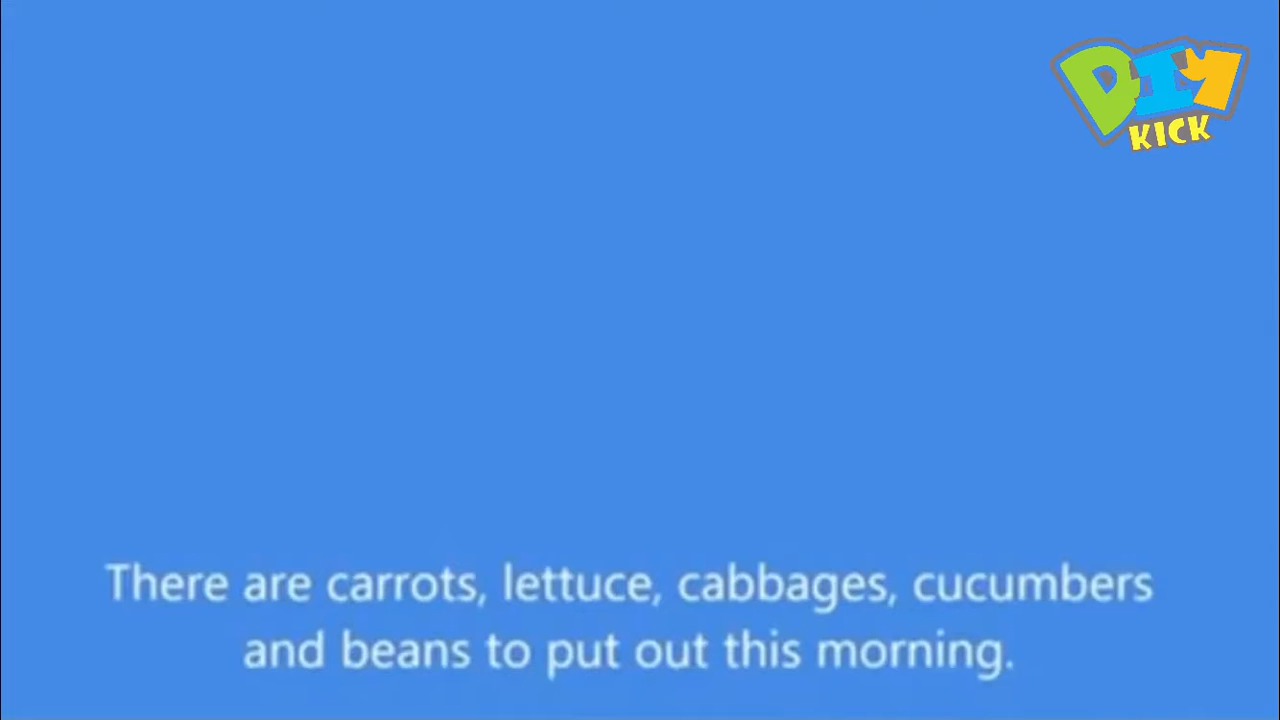 DIY
KICK
There are carrots, lettuce, cabbages, cucumbers
and beans to put out this morning.